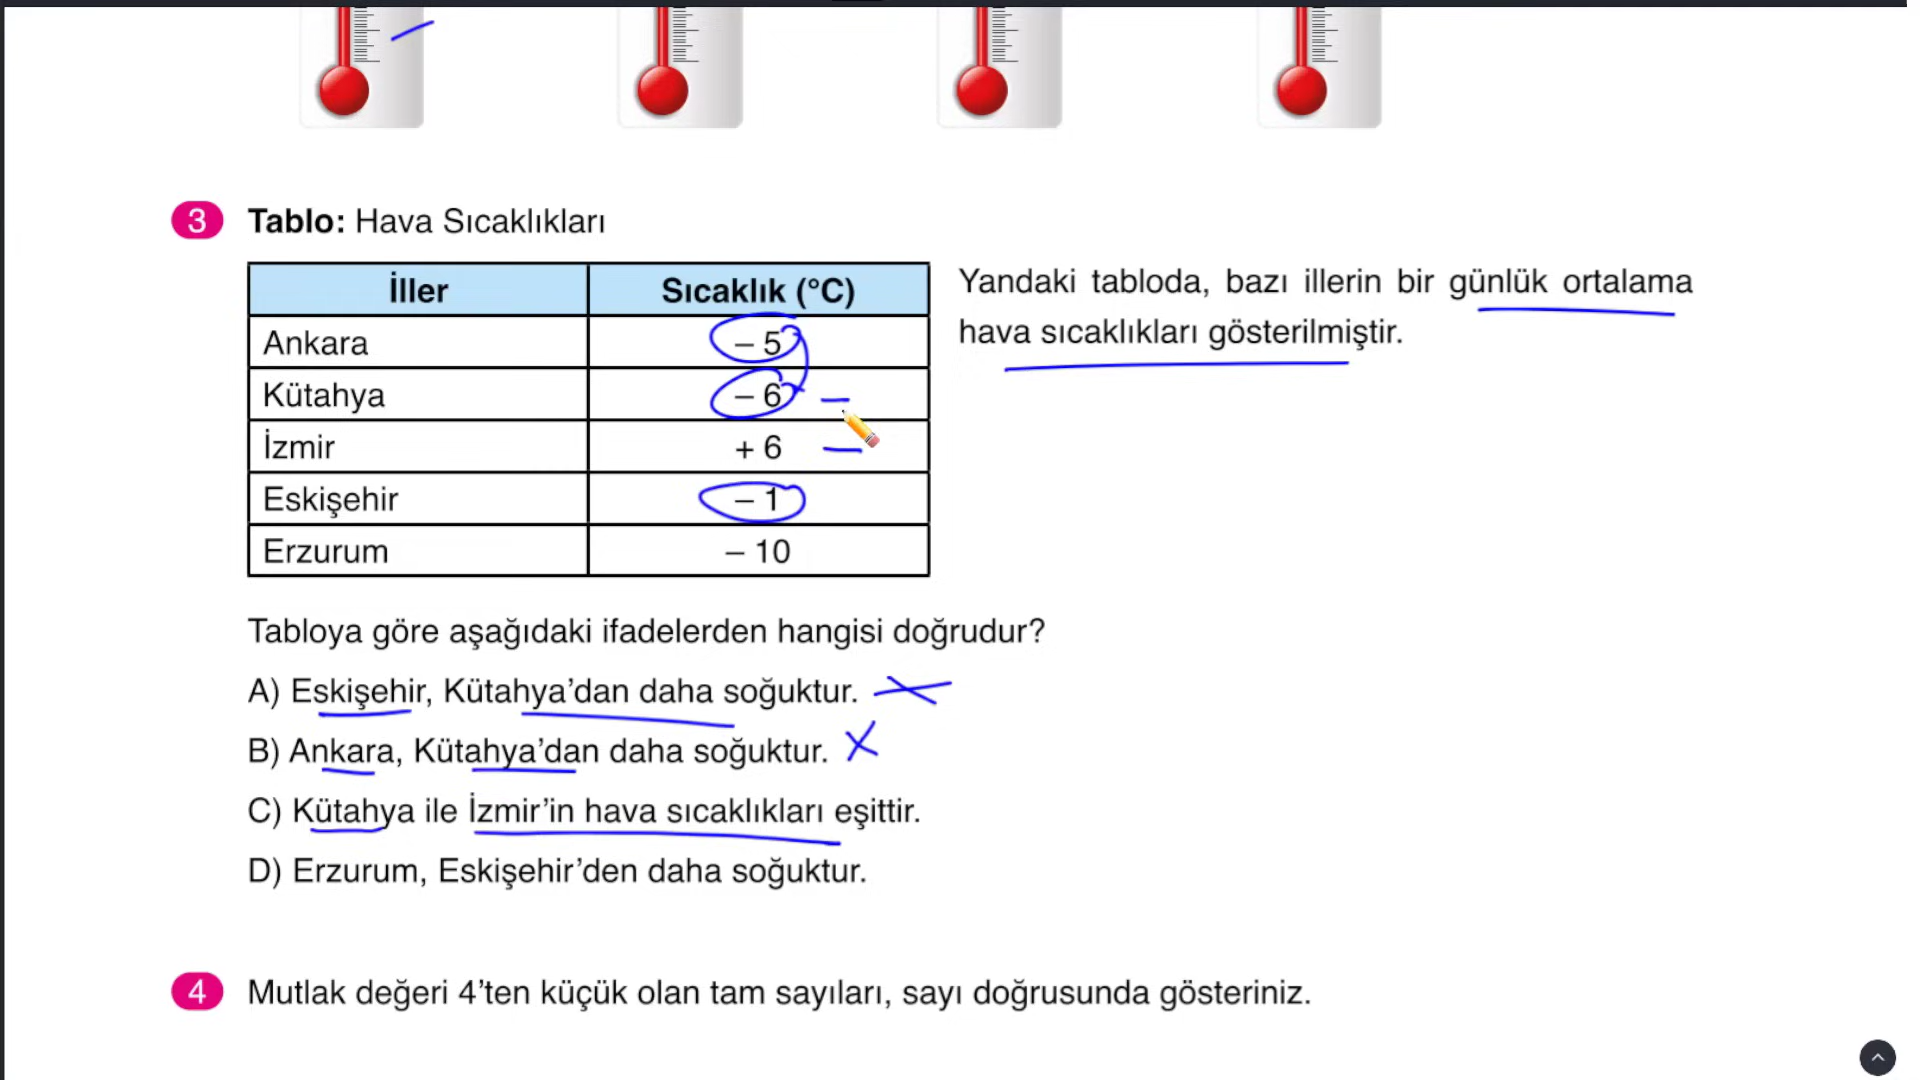 3 Tablo: Hava Sıcaklıkları
İller Sıcaklık (°C)
Ankara – 5
Kütahya – 6
İzmir + 6
Eskişehir – 1
Erzurum – 10
Yandaki tabloda, bazı illerin bir günlük ortalama
hava sıcaklıkları gösterilmiştir.
Tabloya göre aşağıdaki ifadelerden hangisi doğrudur?
A) Eskişehir, Kütahya’dan daha soğuktur.
B) Ankara, Kütahya’dan daha soğuktur.
C) Kütahya ile İzmir’in hava sıcaklıkları eşittir.
D) Erzurum, Eskişehir’den daha soğuktur.
4 Mutlak değeri 4’ten küçük olan tam sayıları, sayı doğrusunda gösteriniz.